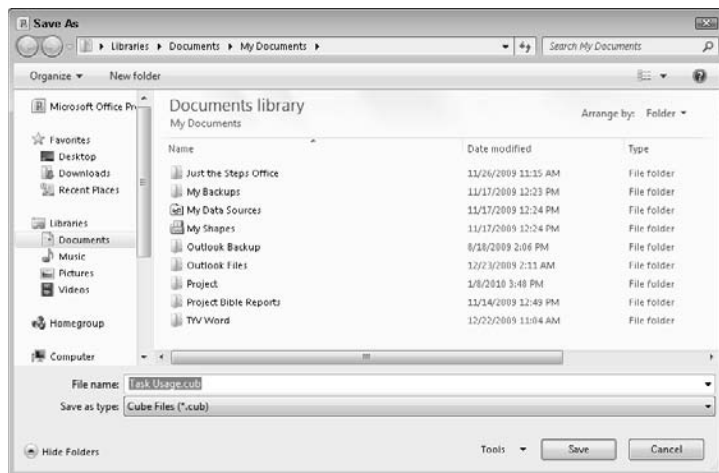 Save As
Libraries Documents My Documents Search My Documents
Organize New folder
Microsoft Office Pr
Favorites
Desktop
Downloads
Recent Places
Libraries
Documents
Music
Pictures
Videos
Homegroup
Computer
Documents library
My Documents
Arrange by: Folder
Name Date modified Type
Just the Steps Office 11/26/2009 11:15 AM File folder
My Backups 11/17/2009 12:23 PM File folder
My Data Sources 11/17/2009 12:24 PM File folder
My Shapes 11/17/2009 12:24 PM File folder
Outlook Backup 8/18/2009 2:06 PM File folder
Outlook Files 12/23/2009 2:11 AM File folder
Project 1/8/2010 3:48 PM File folder
Project Bible Reports 11/14/2009 12:49 PM File folder
TYV Word 12/22/2009 11:04 AM File folder
File name: Task Usage.cub
Save as type: Cube Files (*.cub)
Hide Folders Tools Save Cancel